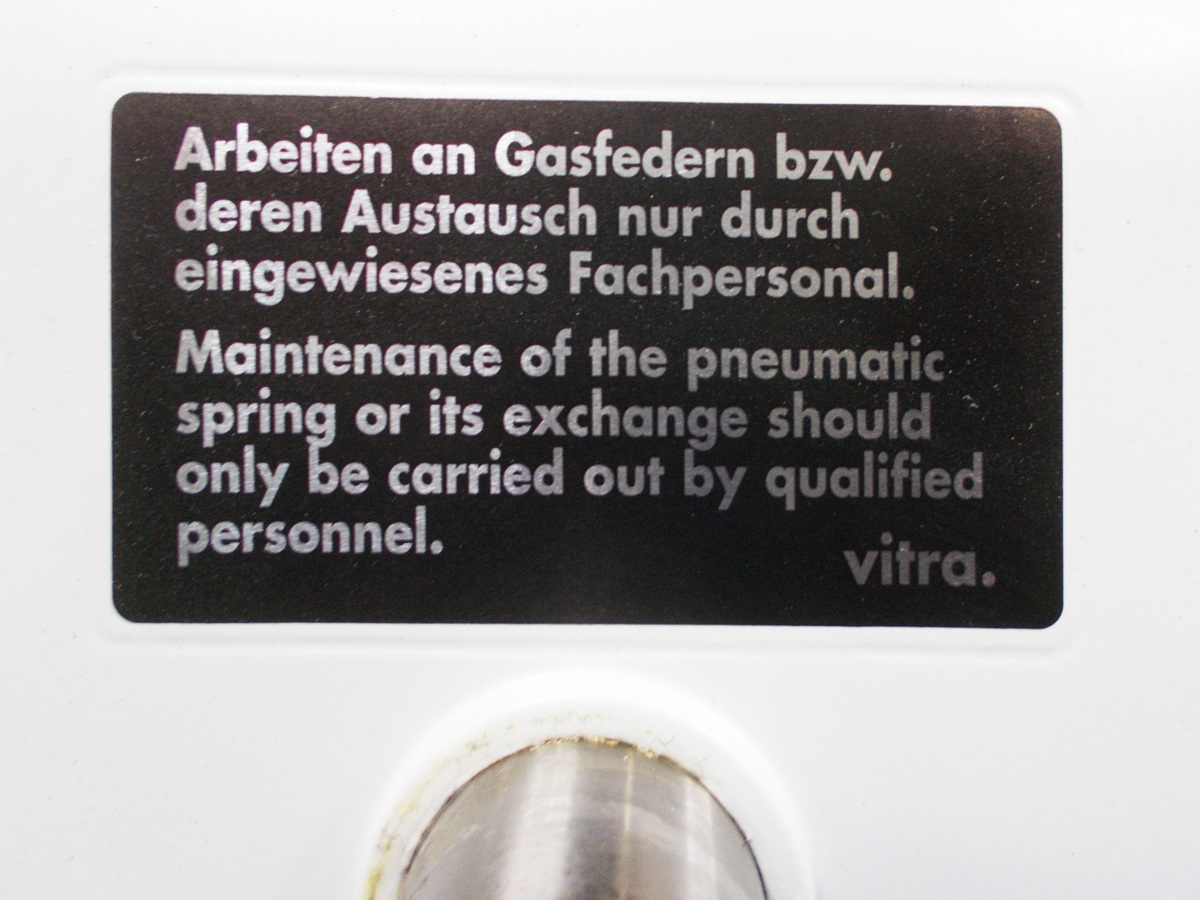 Arbeiten an Gasfedern bzw.
deren Austausch nur durch
eingewiesenes Fachpersonal.
Maintenance of the pneumatic
spring or its exchange should
only be carried out by qualified
personnel.
vitra.